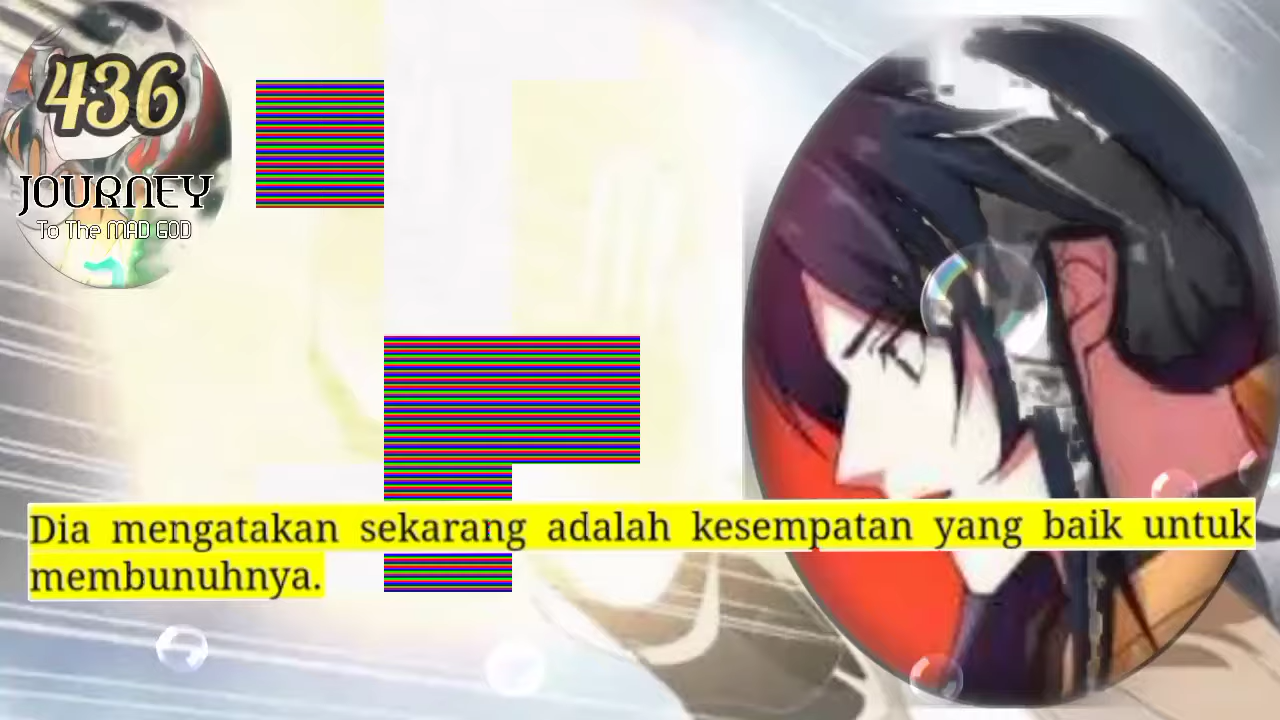 436
JOURNEY
To The MAD GOD
Dia mengatakan sekarang adalah kesempatan yang baik untuk
membunuhnya.